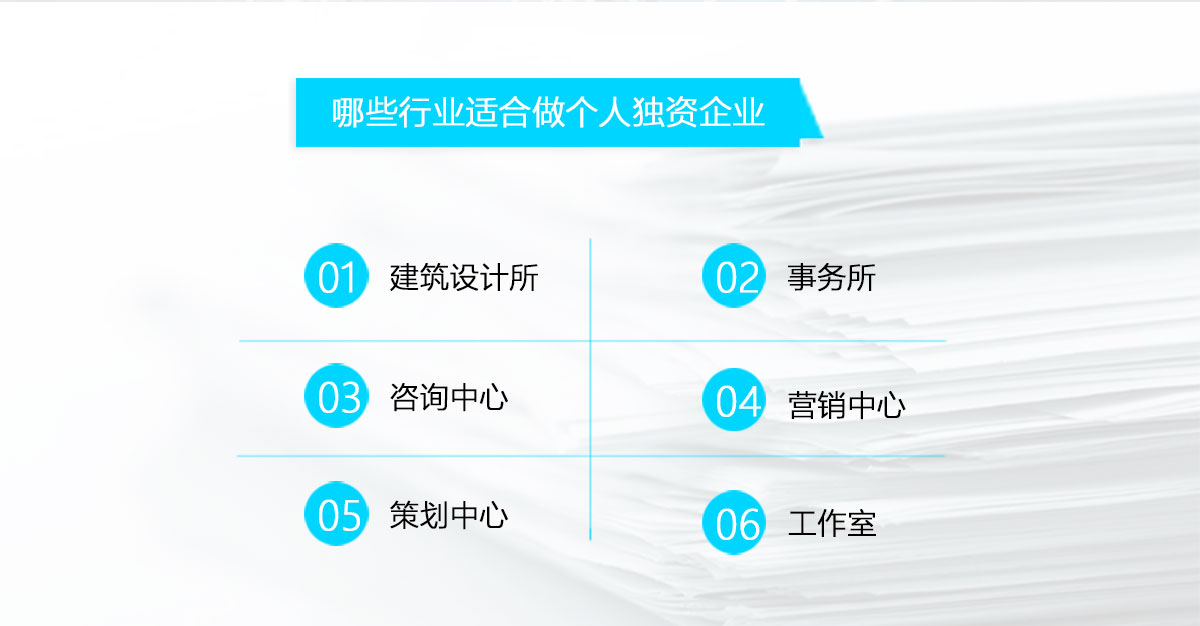 哪些行业适合做个人独资企业
01 建筑设计所
02 事务所
03 咨询中心
04 营销中心
05 策划中心
06 工作室